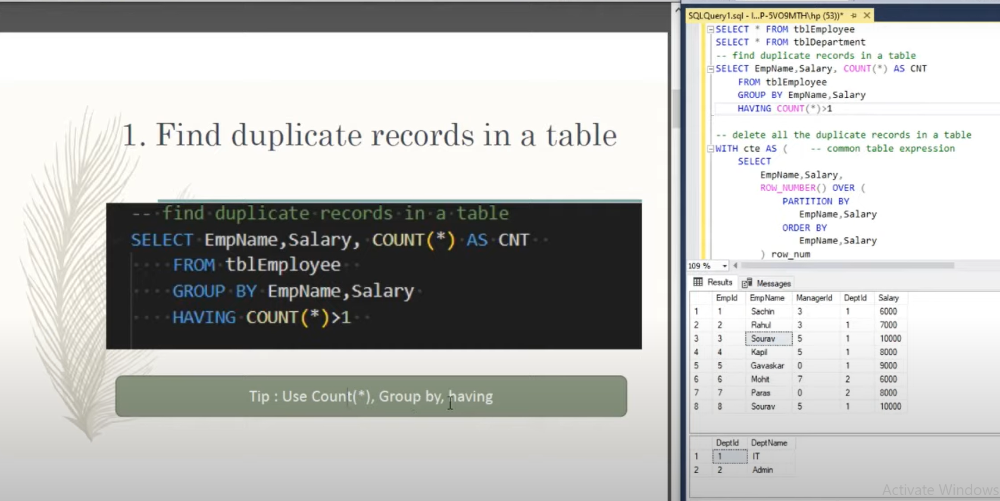 1. Find duplicate records in a table
-- find duplicate records in a table
SELECT EmpName,Salary, COUNT(*) AS CNT
FROM tblEmployee
GROUP BY EmpName,Salary
HAVING COUNT(*)>1
Tip : Use Count(*), Group by, having
SQLQuery1.sql - I...P-5VO9MTH\hp (53))*
SELECT * FROM tblEmployee
SELECT * FROM tblDepartment
-- find duplicate records in a table
SELECT EmpName,Salary, COUNT(*) AS CNT
FROM tblEmployee
GROUP BY EmpName,Salary
HAVING COUNT(*)>1
-- delete all the duplicate records in a table
WITH cte AS ( -- common table expression
SELECT
EmpName,Salary,
ROW_NUMBER() OVER (
PARTITION BY
EmpName,Salary
ORDER BY
EmpName,Salary
) row_num
109 %
Results Messages
EmpId EmpName ManagerId DeptId Salary
1 1 Sachin 3 1 6000
2 2 Rahul 3 1 7000
3 3 Sourav 5 1 10000
4 4 Kapil 5 1 8000
5 5 Gavaskar 0 1 9000
6 6 Mohit 7 2 6000
7 7 Paras 0 2 8000
8 8 Sourav 5 1 10000
DeptId DeptName
1 1 IT
2 2 Admin
Activate Windows